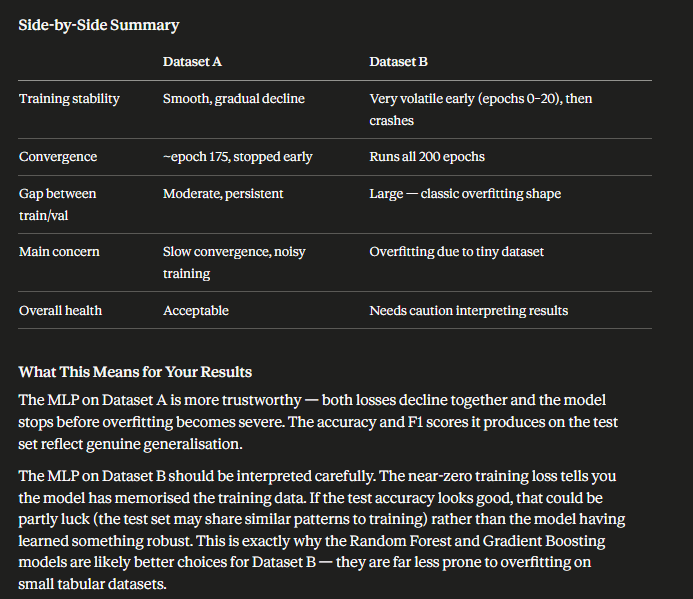 Side-by-Side Summary
Dataset A Dataset B
Training stability Smooth, gradual decline Very volatile early (epochs 0–20), then
crashes
Convergence ~epoch 175, stopped early Runs all 200 epochs
Gap between Moderate, persistent Large — classic overfitting shape
train/val
Main concern Slow convergence, noisy Overfitting due to tiny dataset
training
Overall health Acceptable Needs caution interpreting results
What This Means for Your Results
The MLP on Dataset A is more trustworthy — both losses decline together and the model
stops before overfitting becomes severe. The accuracy and F1 scores it produces on the test
set reflect genuine generalisation.
The MLP on Dataset B should be interpreted carefully. The near-zero training loss tells you
the model has memorised the training data. If the test accuracy looks good, that could be
partly luck (the test set may share similar patterns to training) rather than the model having
learned something robust. This is exactly why the Random Forest and Gradient Boosting
models are likely better choices for Dataset B — they are far less prone to overfitting on
small tabular datasets.